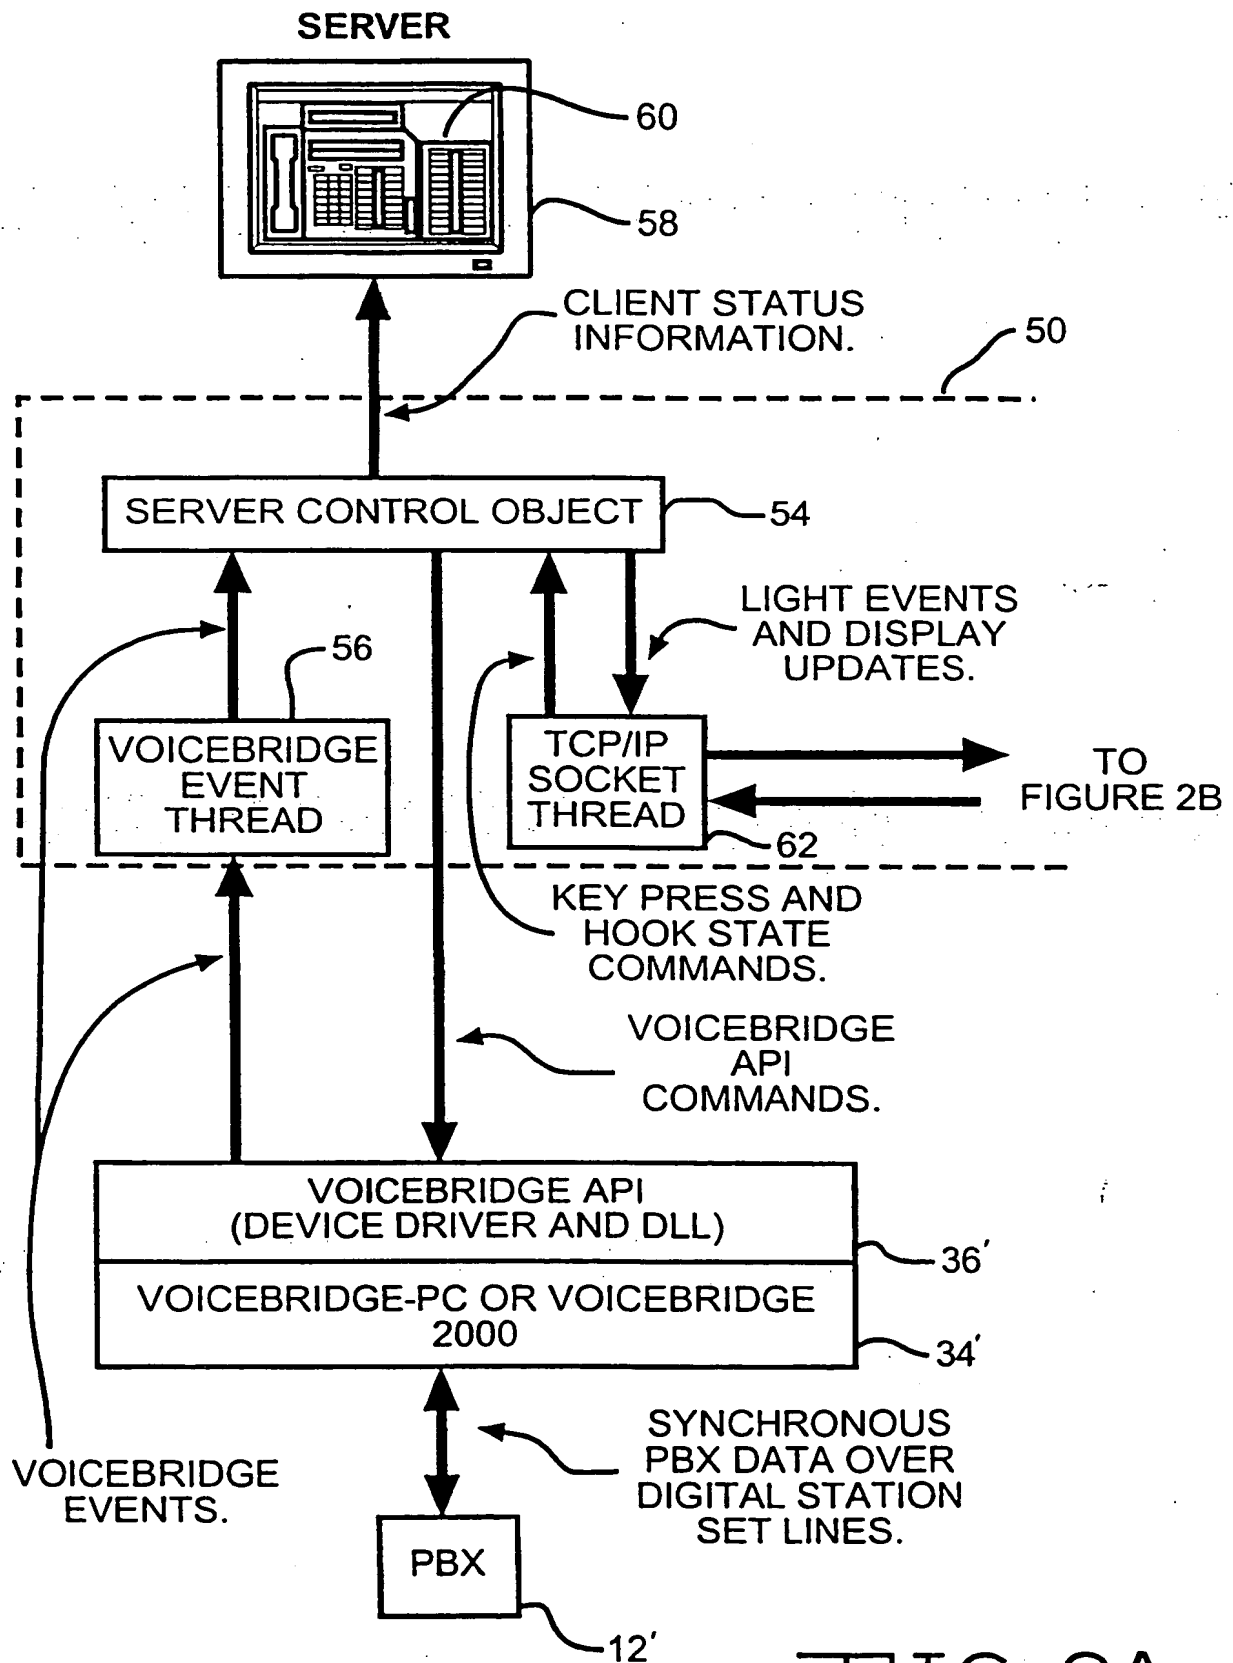 SERVER
60
58
CLIENT STATUS
INFORMATION.
50
SERVER CONTROL OBJECT
54
LIGHT EVENTS
AND DISPLAY
UPDATES.
56
VOICEBRIDGE
EVENT
THREAD
TCP/IP
SOCKET
THREAD
TO
FIGURE 2B
62
KEY PRESS AND
HOOK STATE
COMMANDS.
VOICEBRIDGE
API
COMMANDS.
VOICEBRIDGE API
(DEVICE DRIVER AND DLL)
36′
VOICEBRIDGE-PC OR VOICEBRIDGE
2000
34′
SYNCHRONOUS
PBX DATA OVER
DIGITAL STATION
SET LINES.
VOICEBRIDGE
EVENTS.
PBX
12′